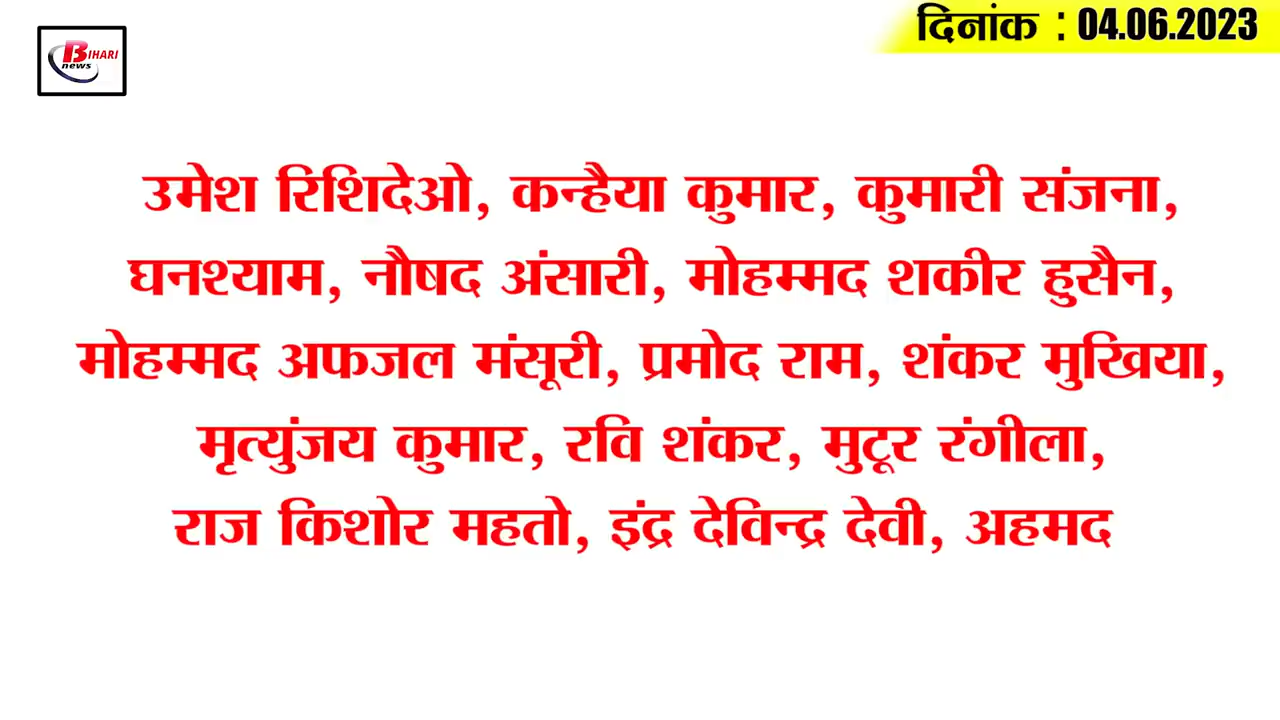 BIHARI
news
दिनांक : 04.06.2023
उमेश रिशिदेओ, कन्हैया कुमार, कुमारी संजना,
घनश्याम, नौषद अंसारी, मोहम्मद शकीर हुसैन,
मोहम्मद अफजल मंसूरी, प्रमोद राम, शंकर मुखिया,
मृत्युंजय कुमार, रवि शंकर, मुटूर रंगीला,
राज किशोर महतो, इंद्र देविन्द्र देवी, अहमद